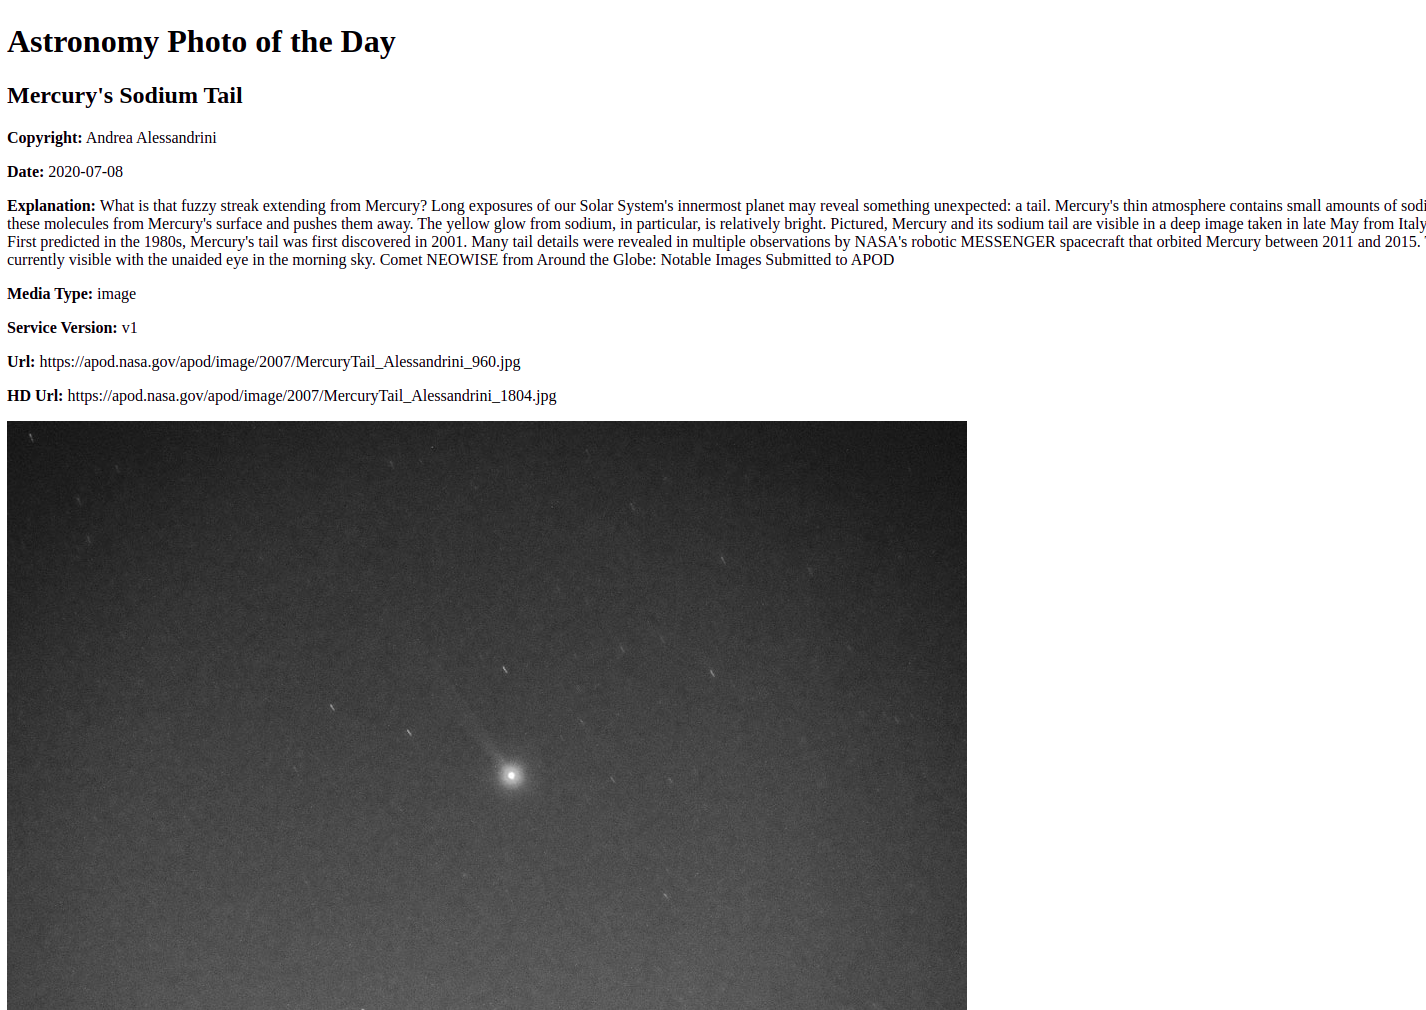 Astronomy Photo of the Day
Mercury's Sodium Tail
Copyright: Andrea Alessandrini
Date: 2020-07-08
Explanation: What is that fuzzy streak extending from Mercury? Long exposures of our Solar System's innermost planet may reveal something unexpected: a tail. Mercury's thin atmosphere contains small amounts of sodi
these molecules from Mercury's surface and pushes them away. The yellow glow from sodium, in particular, is relatively bright. Pictured, Mercury and its sodium tail are visible in a deep image taken in late May from Italy
First predicted in the 1980s, Mercury's tail was first discovered in 2001. Many tail details were revealed in multiple observations by NASA's robotic MESSENGER spacecraft that orbited Mercury between 2011 and 2015.
currently visible with the unaided eye in the morning sky. Comet NEOWISE from Around the Globe: Notable Images Submitted to APOD
Media Type: image
Service Version: v1
Url: https://apod.nasa.gov/apod/image/2007/MercuryTail_Alessandrini_960.jpg
HD Url: https://apod.nasa.gov/apod/image/2007/MercuryTail_Alessandrini_1804.jpg